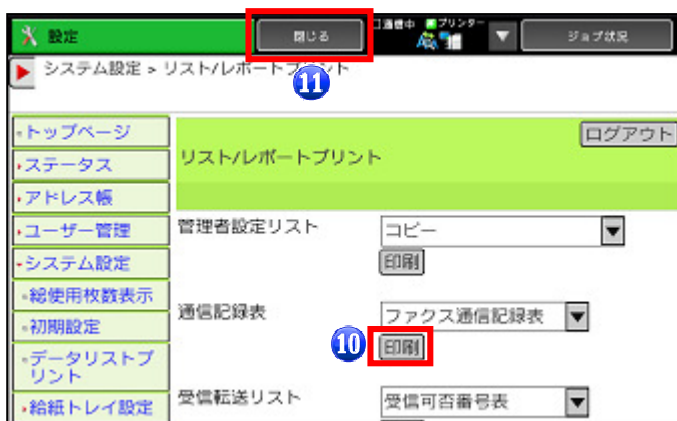 設定
閉じる
通信中
プリンター
ジョブ状況
システム設定 > リスト/レポートプリント
11
トップページ
ログアウト
ステータス
リスト/レポートプリント
アドレス帳
ユーザー管理
管理者設定リスト
コピー
システム設定
印刷
総使用枚数表示
通信記録表
ファクス通信記録表
初期設定
10
印刷
データリストプ
リント
給紙トレイ設定
受信転送リスト
受信可否番号表